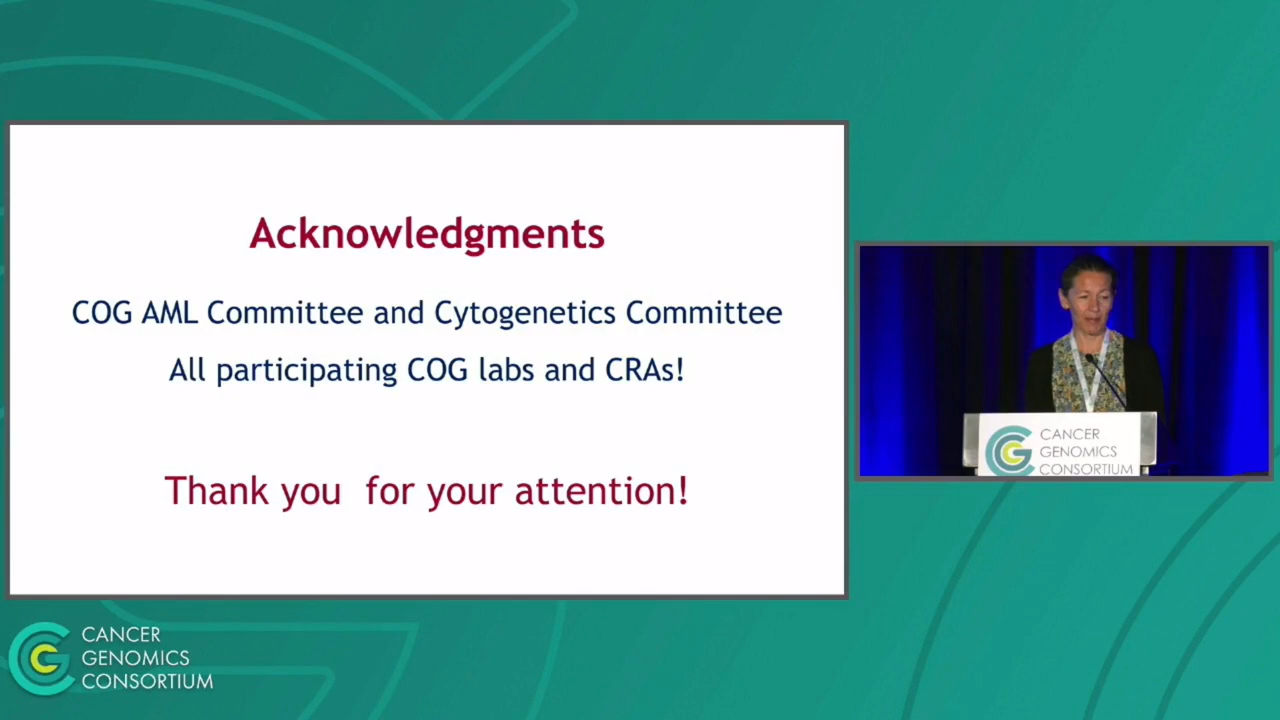 Acknowledgments
COG AML Committee and Cytogenetics Committee
All participating COG labs and CRAs!
Thank you  for your attention!
CANCER
GENOMICS
CONSORTIUM
CANCER
GENOMICS
CONSORTIUM